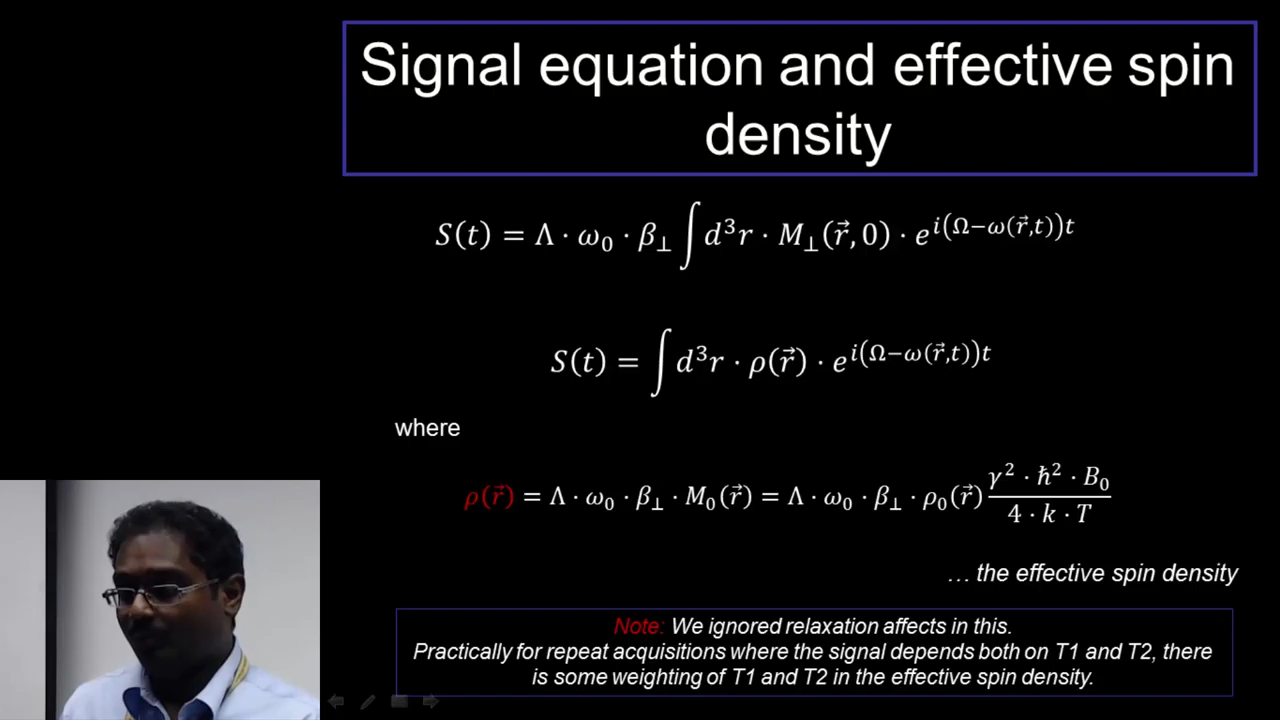 Signal equation and effective spin
density
S(t) = Λ · ω₀ · β⊥ ∫ d³r · M⊥(r⃗, 0) · e^{i(Ω−ω(r⃗,t))t}
S(t) = ∫ d³r · ρ(r⃗) · e^{i(Ω−ω(r⃗,t))t}
where
ρ(r⃗) = Λ · ω₀ · β⊥ · M₀(r⃗) = Λ · ω₀ · β⊥ · ρ₀(r⃗) \frac{γ² · ħ² · B₀}{4 · k · T}
… the effective spin density
Note: We ignored relaxation affects in this.
Practically for repeat acquisitions where the signal depends both on T1 and T2, there
is some weighting of T1 and T2 in the effective spin density.